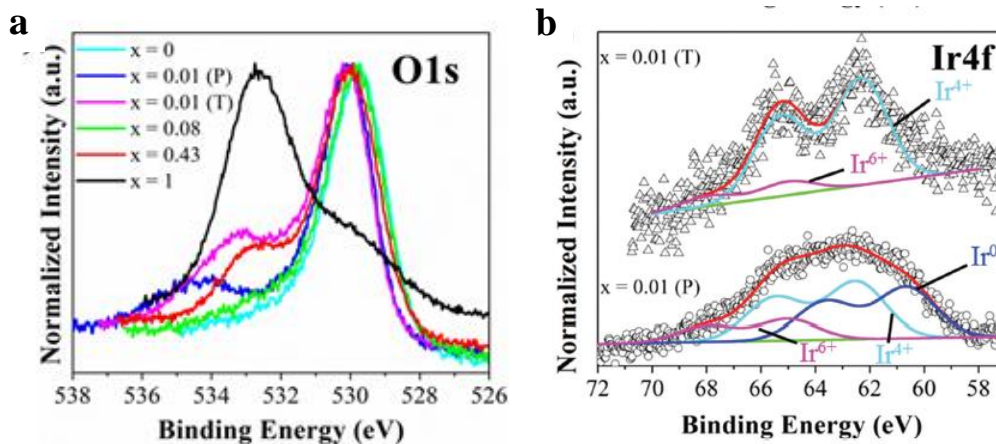 a
O1s
x = 0
x = 0.01 (P)
x = 0.01 (T)
x = 0.08
x = 0.43
x = 1
Normalized Intensity (a.u.)
538 536 534 532 530 528 526
Binding Energy (eV)
b
x = 0.01 (T)
Ir4f
Ir4+
Ir6+
x = 0.01 (P)
Ir0
Ir6+
Ir4+
Normalized Intensity (a.u.)
72 70 68 66 64 62 60 58
Binding Energy (eV)